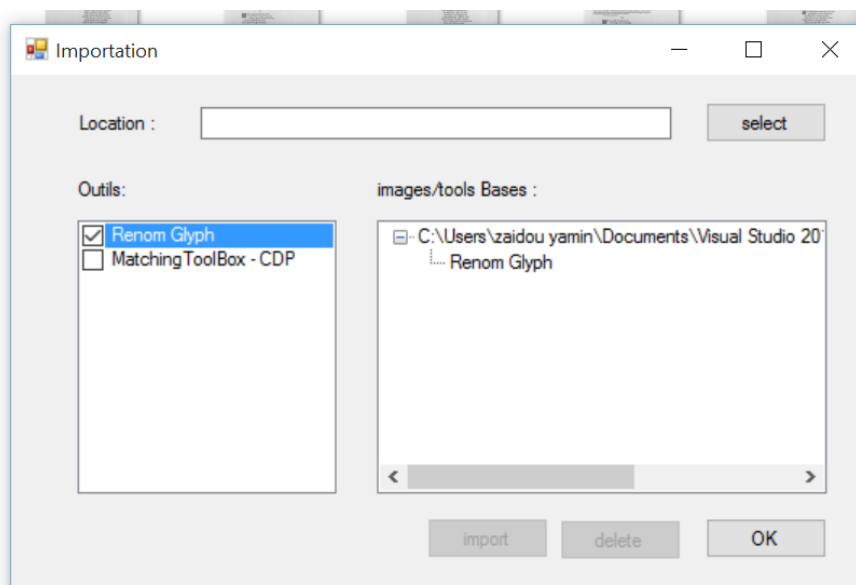 Importation
Location :
select
Outils:
images/tools Bases :
Renom Glyph
MatchingToolBox - CDP
C:\Users\zaidou yamin\Documents\Visual Studio 20
Renom Glyph
import
delete
OK